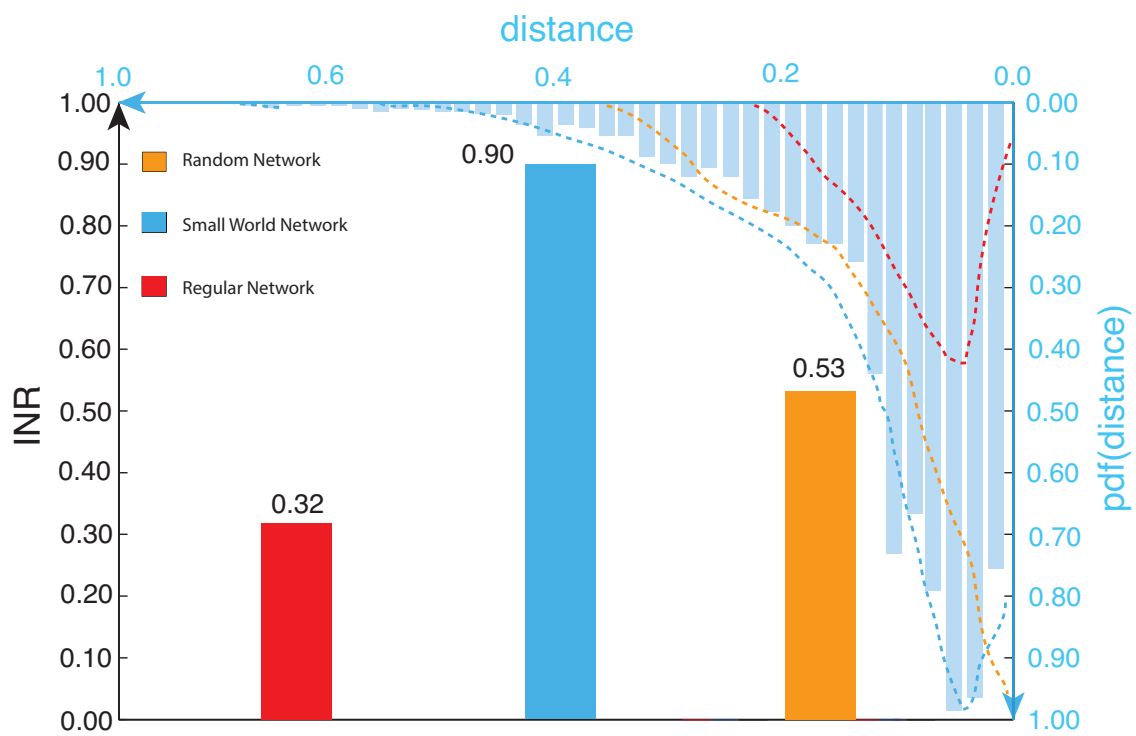 distance
1.0 0.6 0.4 0.2 0.0
1.00 0.00
0.90 Random Network 0.90 0.10
0.80 Small World Network 0.20
0.70 Regular Network 0.30
0.60 0.40
0.53
INR 0.50 0.50 pdf(distance)
0.40 0.60
0.32
0.30 0.70
0.20 0.80
0.10 0.90
0.00 1.00